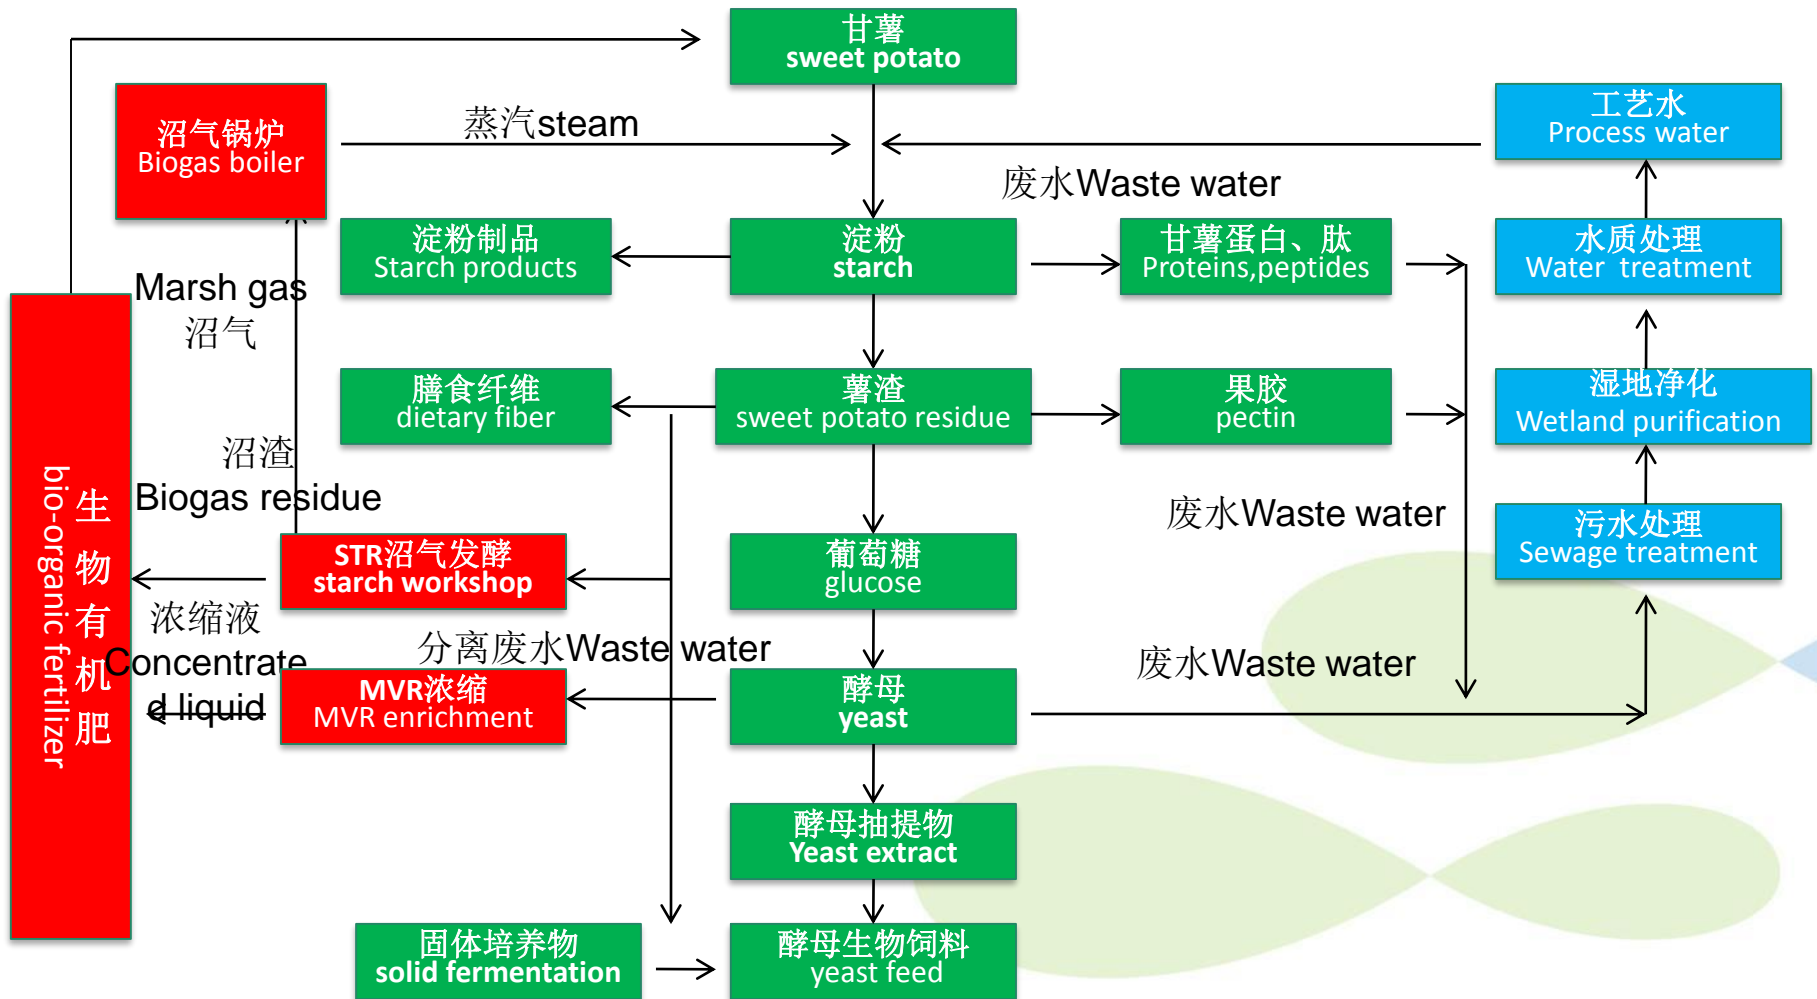 甘薯
sweet potato
沼气锅炉
Biogas boiler
蒸汽steam
工艺水
Process water
废水Waste water
淀粉制品
Starch products
淀粉
starch
甘薯蛋白、肽
Proteins,peptides
水质处理
Water treatment
Marsh gas
沼气
膳食纤维
dietary fiber
薯渣
sweet potato residue
果胶
pectin
湿地净化
Wetland purification
沼渣
Biogas residue
生物有机肥
bio-organic fertilizer
废水Waste water
STR沼气发酵
starch workshop
葡萄糖
glucose
污水处理
Sewage treatment
浓缩液
Concentrate
d liquid
分离废水Waste water
废水Waste water
MVR浓缩
MVR enrichment
酵母
yeast
酵母抽提物
Yeast extract
固体培养物
solid fermentation
酵母生物饲料
yeast feed